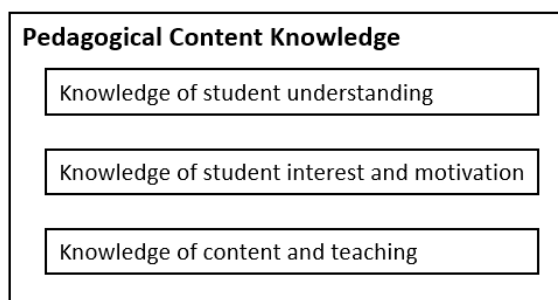 Pedagogical Content Knowledge
Knowledge of student understanding
Knowledge of student interest and motivation
Knowledge of content and teaching